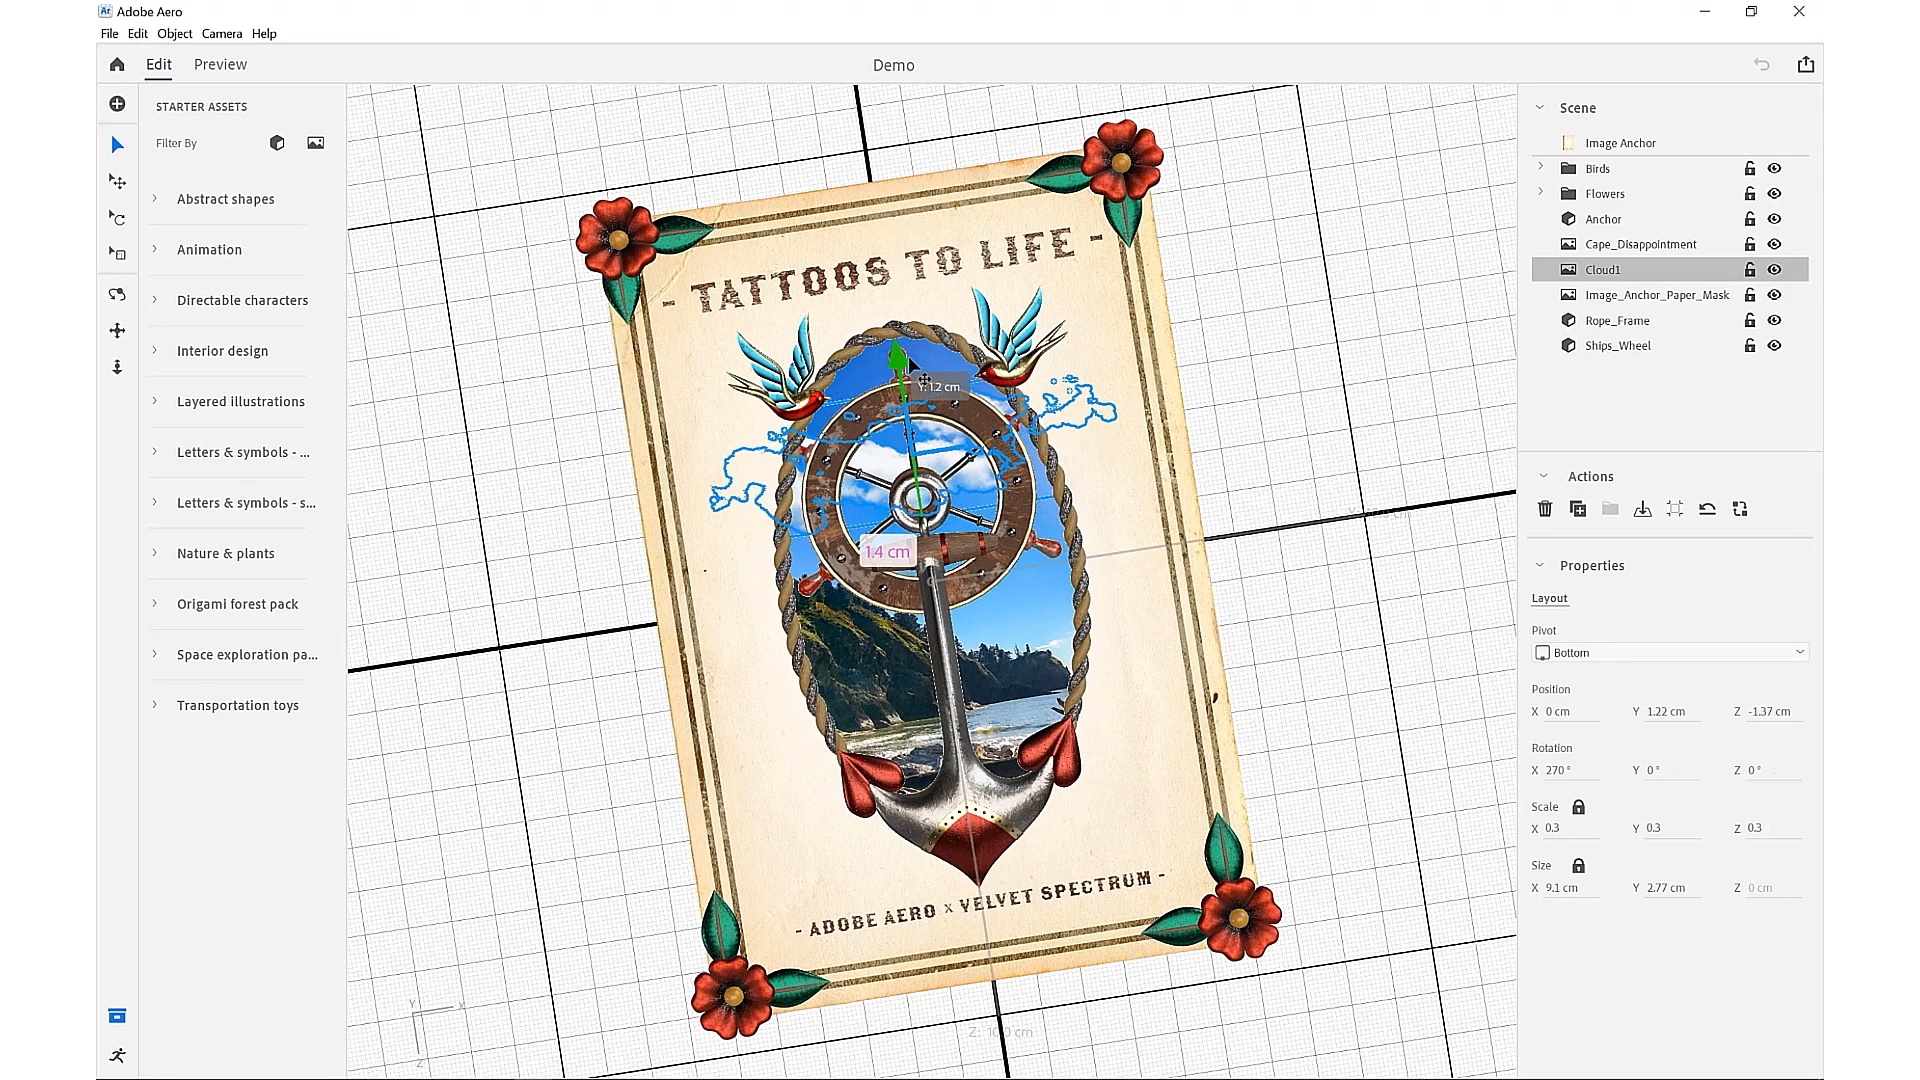 Ar Adobe Aero
File Edit Object Camera Help
Edit Preview Demo
STARTER ASSETS
Filter By
Abstract shapes
Animation
Directable characters
Interior design
Layered illustrations
Letters & symbols - ...
Letters & symbols - s...
Nature & plants
Origami forest pack
Space exploration pa...
Transportation toys
- TATTOOS TO LIFE -
Y: 1.2 cm
1.4 cm
- ADOBE AERO x VELVET SPECTRUM -
Y X
Z
Z: 10.0 cm
Scene
Image Anchor
Birds
Flowers
Anchor
Cape_Disappointment
Cloud1
Image_Anchor_Paper_Mask
Rope_Frame
Ships_Wheel
Actions
Properties
Layout
Pivot
Bottom
Position
X 0 cm Y 1.22 cm Z -1.37 cm
Rotation
X 270° Y 0° Z 0°
Scale
X 0.3 Y 0.3 Z 0.3
Size
X 9.1 cm Y 2.77 cm Z 0 cm